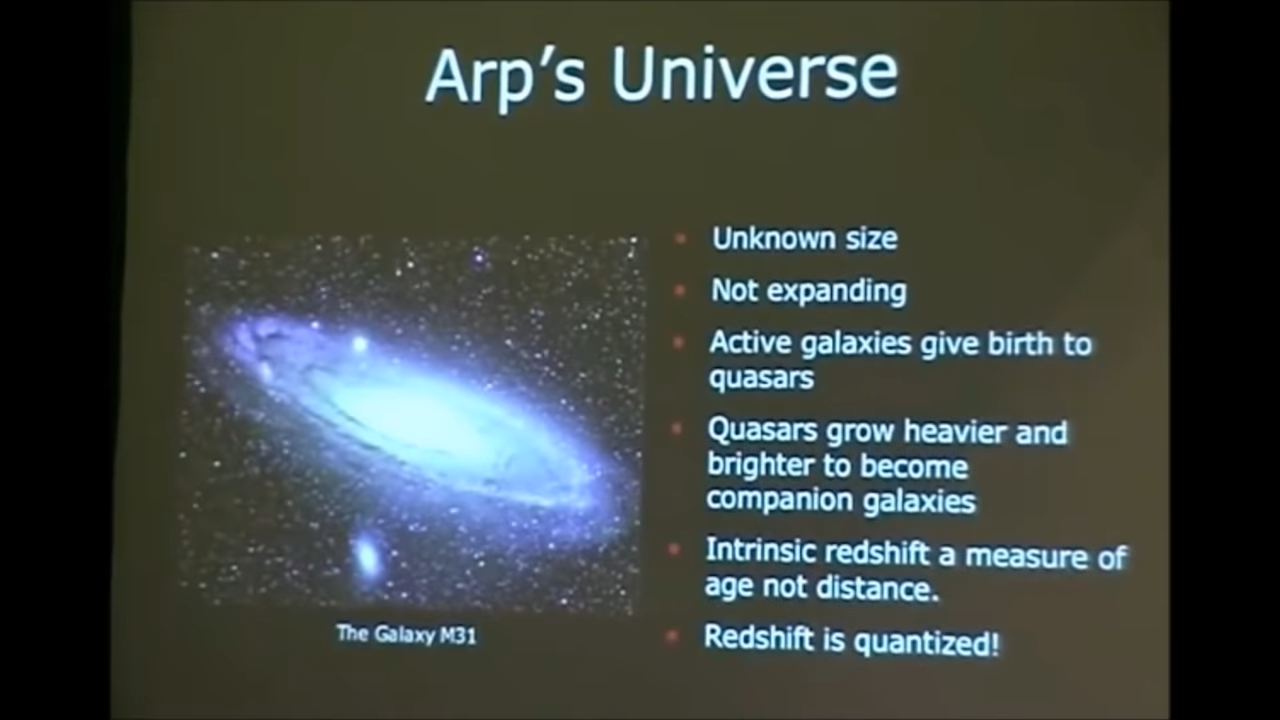 Arp's Universe
Unknown size
Not expanding
Active galaxies give birth to
quasars
Quasars grow heavier and
brighter to become
companion galaxies
Intrinsic redshift a measure of
age not distance.
Redshift is quantized!
The Galaxy M31